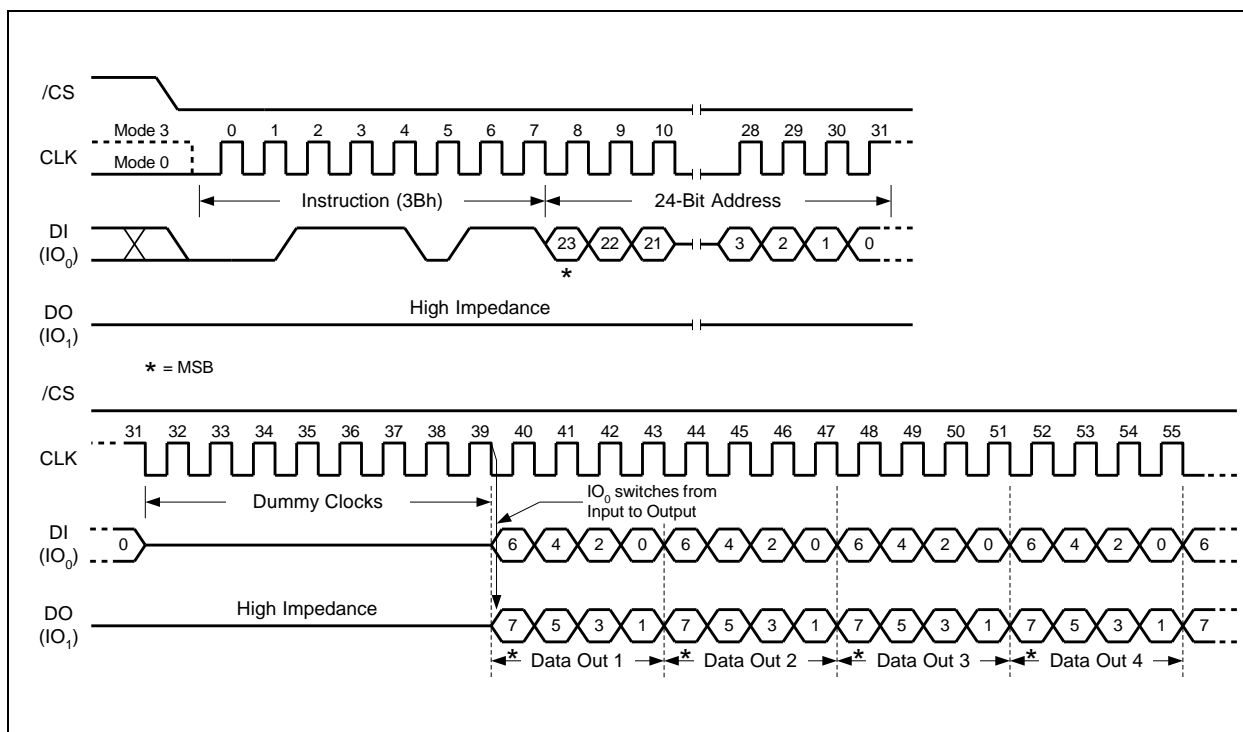 /CS
Mode 3 0 1 2 3 4 5 6 7 8 9 10 28 29 30 31
CLK
Mode 0
Instruction (3Bh) 24-Bit Address
DI
(IO0)
23 22 21 3 2 1 0
*
High Impedance
DO
(IO1)
* = MSB
/CS
31 32 33 34 35 36 37 38 39 40 41 42 43 44 45 46 47 48 49 50 51 52 53 54 55
CLK
Dummy Clocks
IO0 switches from
Input to Output
DI
(IO0)
0 6 4 2 0 6 4 2 0 6 4 2 0 6 4 2 0 6
High Impedance
DO
(IO1)
7 5 3 1 7 5 3 1 7 5 3 1 7 5 3 1 7
* Data Out 1 * Data Out 2 * Data Out 3 * Data Out 4